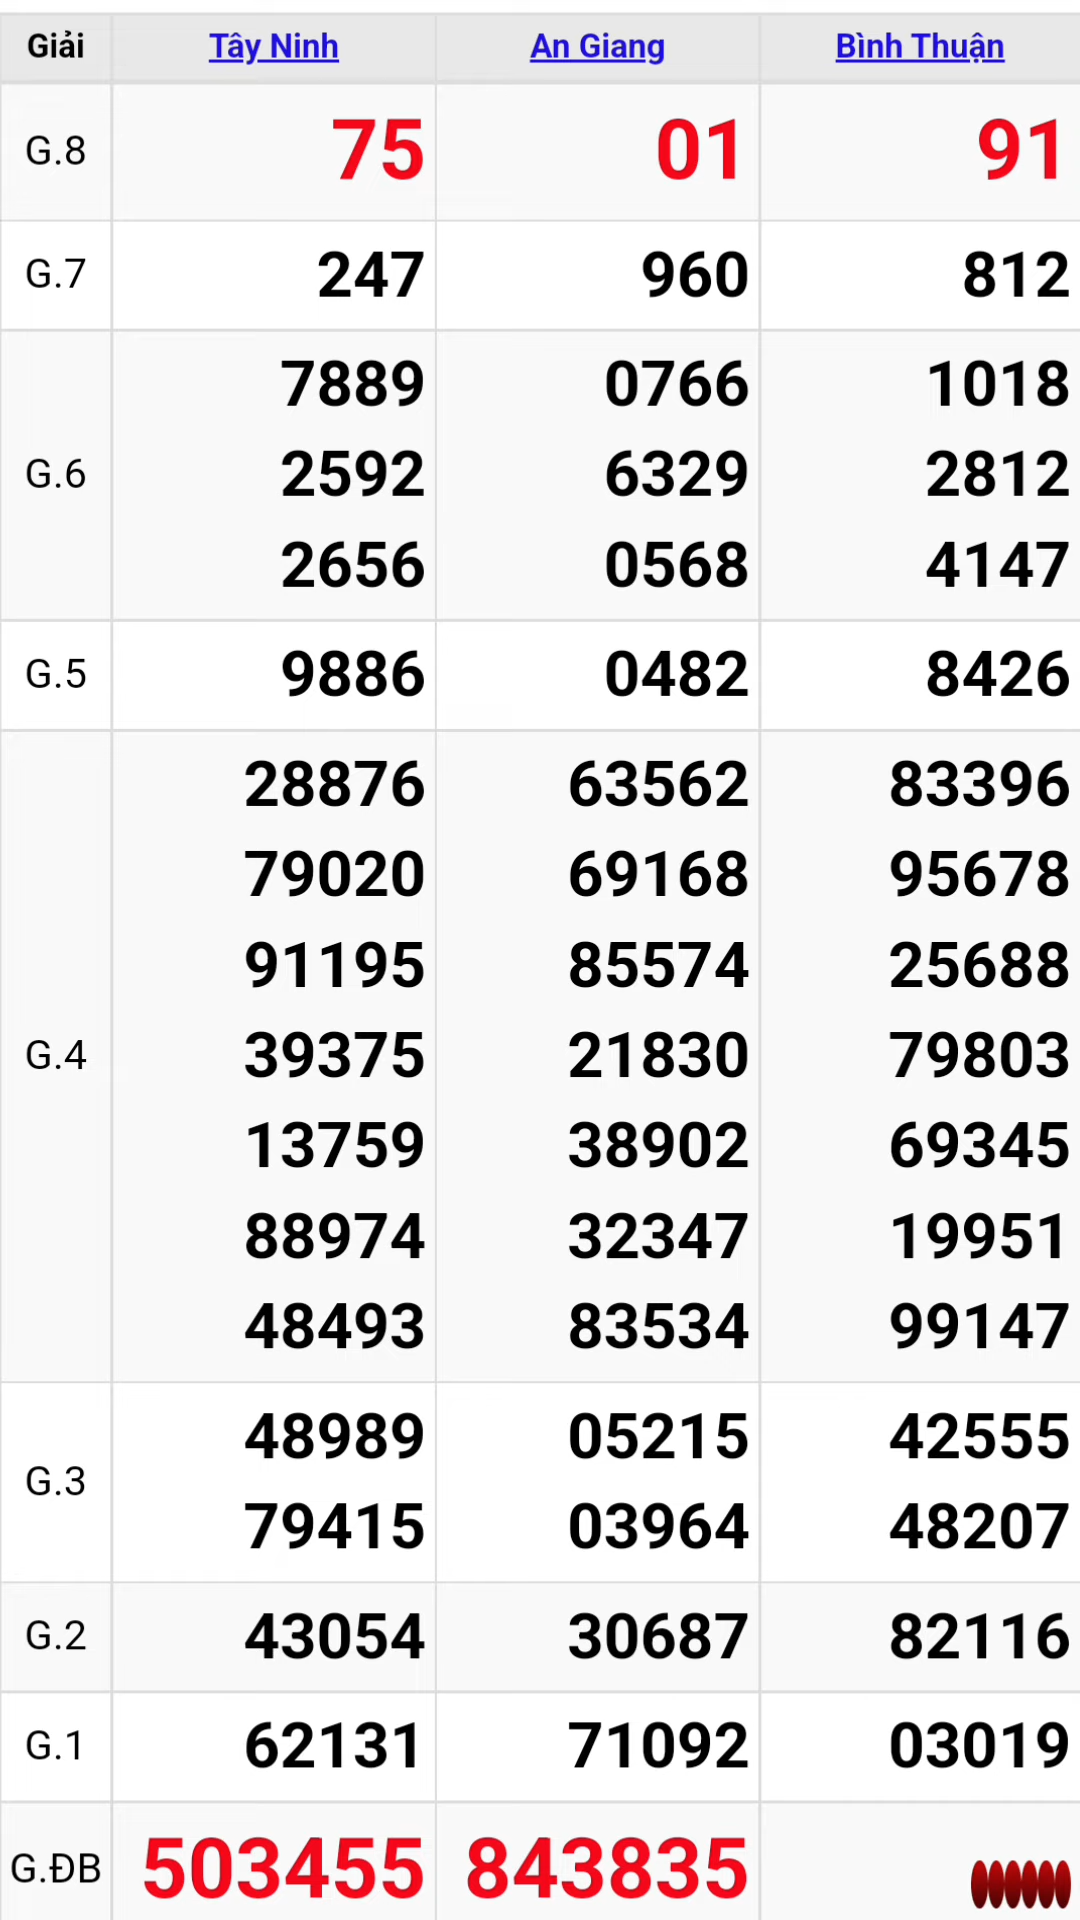 Giải Tây Ninh An Giang Bình Thuận
G.8 75 01 91
G.7 247 960 812
7889 0766 1018
G.6 2592 6329 2812
2656 0568 4147
G.5 9886 0482 8426
28876 63562 83396
79020 69168 95678
91195 85574 25688
G.4 39375 21830 79803
13759 38902 69345
88974 32347 19951
48493 83534 99147
G.3
48989 05215 42555
79415 03964 48207
G.2 43054 30687 82116
G.1 62131 71092 03019
G.ĐB 503455 843835